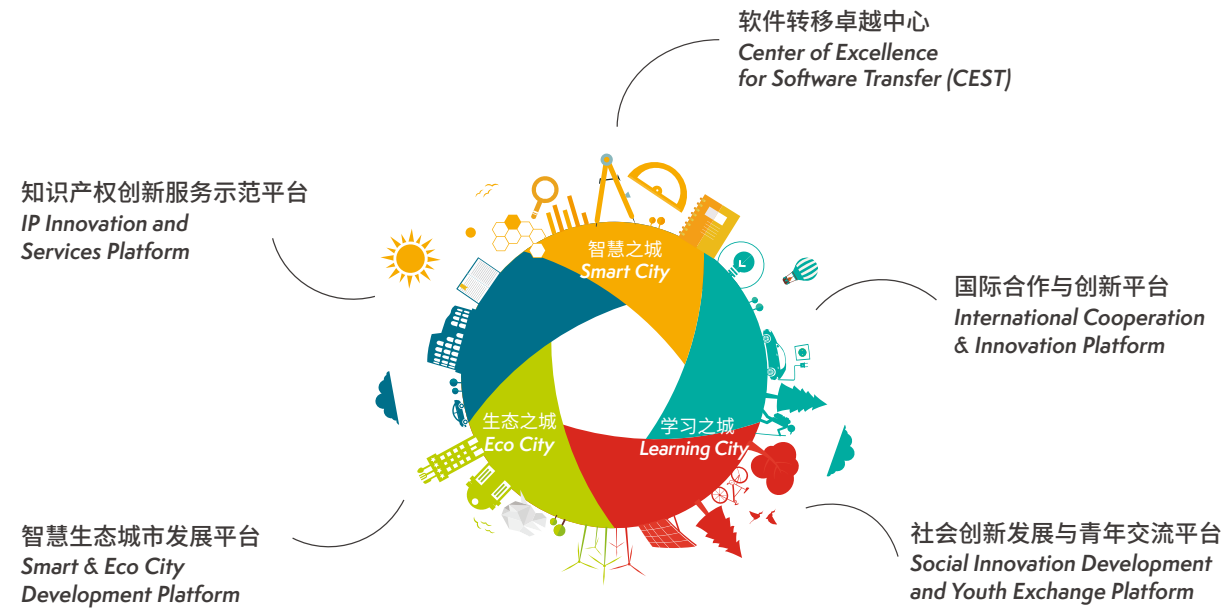 软件转移卓越中心
Center of Excellence
for Software Transfer (CEST)
知识产权创新服务示范平台
IP Innovation and
Services Platform
智慧之城
Smart City
国际合作与创新平台
International Cooperation
& Innovation Platform
生态之城
Eco City
学习之城
Learning City
智慧生态城市发展平台
Smart & Eco City
Development Platform
社会创新发展与青年交流平台
Social Innovation Development
and Youth Exchange Platform